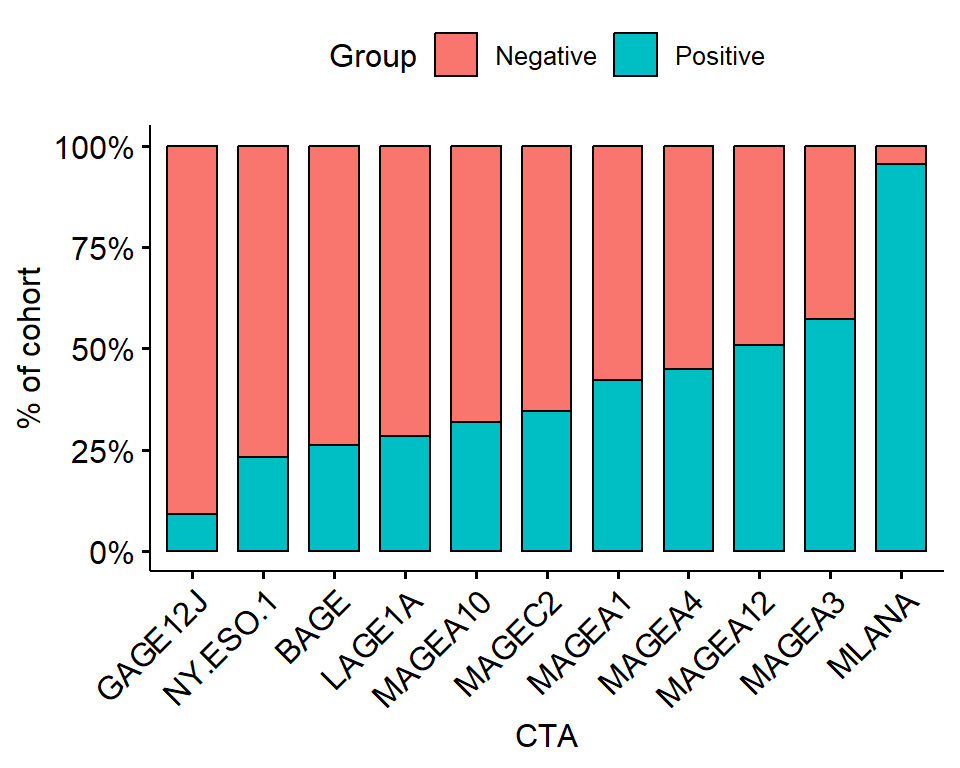 Group Negative Positive
100%
75%
50%
25%
0%
% of cohort
GAGE12J NY.ESO.1 BAGE LAGE1A MAGEA10 MAGEC2 MAGEA1 MAGEA4 MAGEA12 MAGEA3 MLANA
CTA